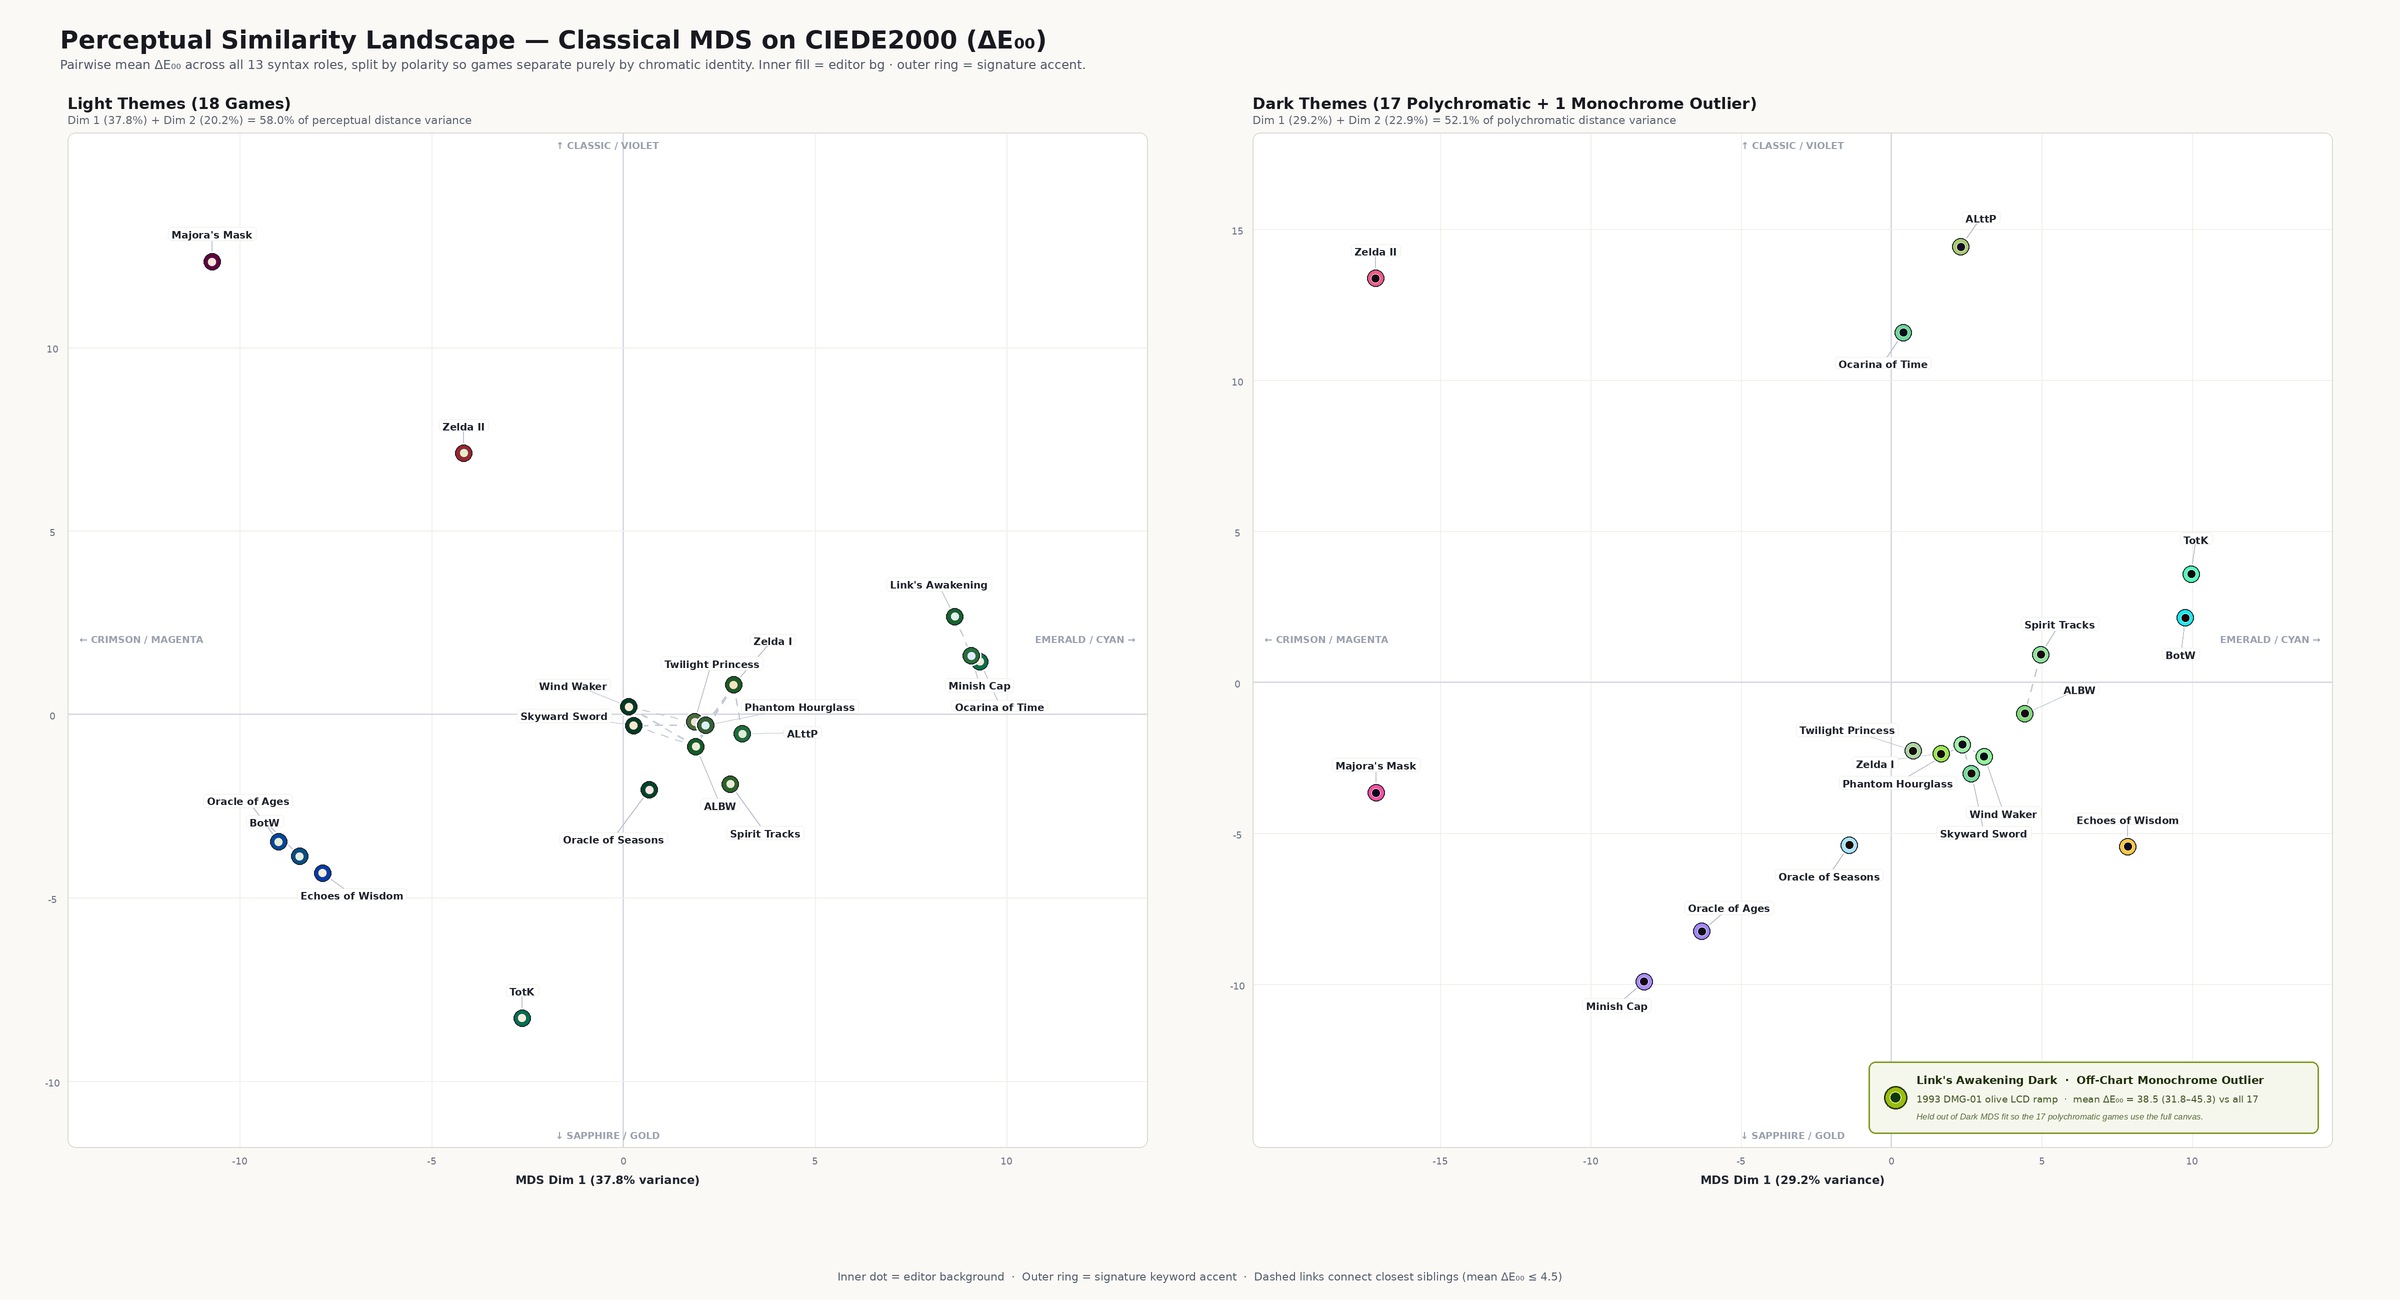 Perceptual Similarity Landscape — Classical MDS on CIEDE2000 (ΔE₀₀)
Pairwise mean ΔE₀₀ across all 13 syntax roles, split by polarity so games separate purely by chromatic identity. Inner fill = editor bg · outer ring = signature accent.
Light Themes (18 Games)
Dim 1 (37.8%) + Dim 2 (20.2%) = 58.0% of perceptual distance variance
↑ CLASSIC / VIOLET
Majora's Mask
10
Zelda II
5
Link's Awakening
← CRIMSON / MAGENTA
EMERALD / CYAN →
Zelda I
Twilight Princess
Wind Waker
Minish Cap
Phantom Hourglass
Ocarina of Time
Skyward Sword
0
ALttP
Oracle of Ages
ALBW
BotW
Spirit Tracks
Oracle of Seasons
Echoes of Wisdom
-5
TotK
-10
↓ SAPPHIRE / GOLD
-10
-5
0
5
10
MDS Dim 1 (37.8% variance)
Dark Themes (17 Polychromatic + 1 Monochrome Outlier)
Dim 1 (29.2%) + Dim 2 (22.9%) = 52.1% of polychromatic distance variance
↑ CLASSIC / VIOLET
ALttP
15
Zelda II
Ocarina of Time
10
5
TotK
Spirit Tracks
← CRIMSON / MAGENTA
EMERALD / CYAN →
BotW
0
ALBW
Twilight Princess
Zelda I
Majora's Mask
Phantom Hourglass
Wind Waker
Echoes of Wisdom
-5
Skyward Sword
Oracle of Seasons
Oracle of Ages
-10
Minish Cap
Link's Awakening Dark · Off-Chart Monochrome Outlier
1993 DMG-01 olive LCD ramp · mean ΔE₀₀ = 38.5 (31.8–45.3) vs all 17
Held out of Dark MDS fit so the 17 polychromatic games use the full canvas.
↓ SAPPHIRE / GOLD
-15
-10
-5
0
5
10
MDS Dim 1 (29.2% variance)
Inner dot = editor background · Outer ring = signature keyword accent · Dashed links connect closest siblings (mean ΔE₀₀ ≤ 4.5)